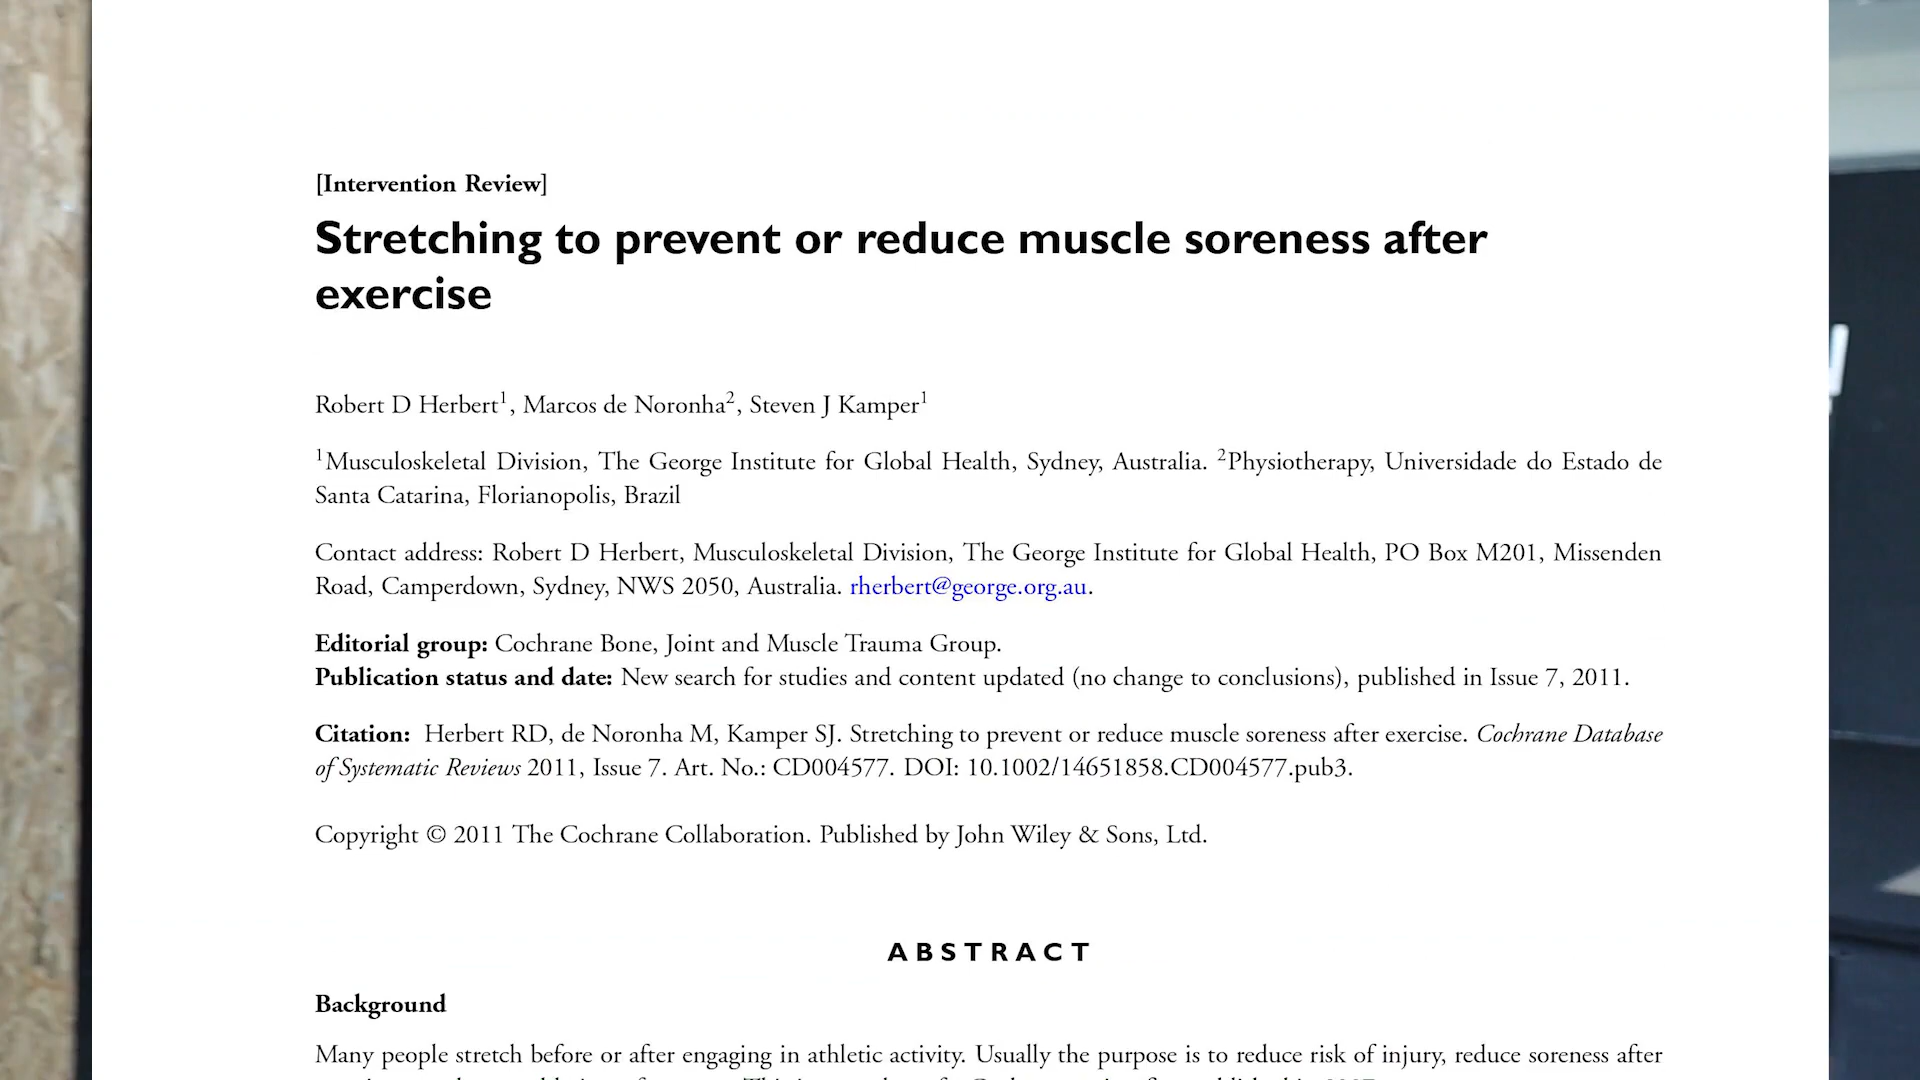 [Intervention Review]
Stretching to prevent or reduce muscle soreness after
exercise
Robert D Herbert1, Marcos de Noronha2, Steven J Kamper1
1Musculoskeletal Division, The George Institute for Global Health, Sydney, Australia. 2Physiotherapy, Universidade do Estado de
Santa Catarina, Florianopolis, Brazil
Contact address: Robert D Herbert, Musculoskeletal Division, The George Institute for Global Health, PO Box M201, Missenden
Road, Camperdown, Sydney, NWS 2050, Australia. rherbert@george.org.au.
Editorial group: Cochrane Bone, Joint and Muscle Trauma Group.
Publication status and date: New search for studies and content updated (no change to conclusions), published in Issue 7, 2011.
Citation: Herbert RD, de Noronha M, Kamper SJ. Stretching to prevent or reduce muscle soreness after exercise. Cochrane Database
of Systematic Reviews 2011, Issue 7. Art. No.: CD004577. DOI: 10.1002/14651858.CD004577.pub3.
Copyright © 2011 The Cochrane Collaboration. Published by John Wiley & Sons, Ltd.
ABSTRACT
Background
Many people stretch before or after engaging in athletic activity. Usually the purpose is to reduce risk of injury, reduce soreness after